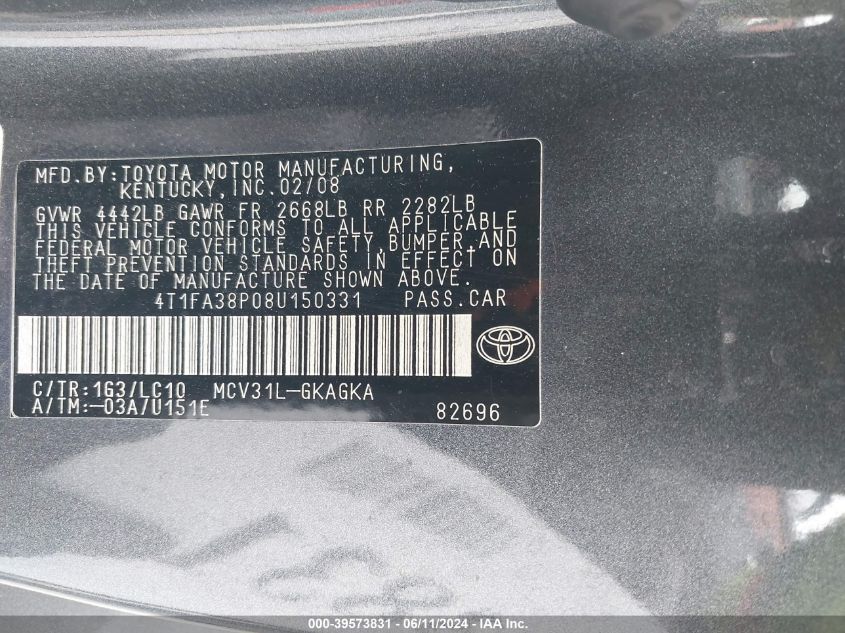 MFD.BY:TOYOTA MOTOR MANUFACTURING,
KENTUCKY,INC.02/08
GVWR 4442LB GAWR FR 2668LB RR 2282LB
THIS VEHICLE CONFORMS TO ALL APPLICABLE
FEDERAL MOTOR VEHICLE SAFETY,BUMPER,AND
THEFT PREVENTION STANDARDS IN EFFECT ON
THE DATE OF MANUFACTURE SHOWN ABOVE.
4T1FA38P08U150331 PASS.CAR
C/TR:1G3/LC10 MCV31L-GKAGKA
A/TM:-03A/U151E 82696
000-39573831 - 06/11/2024 - IAA Inc.